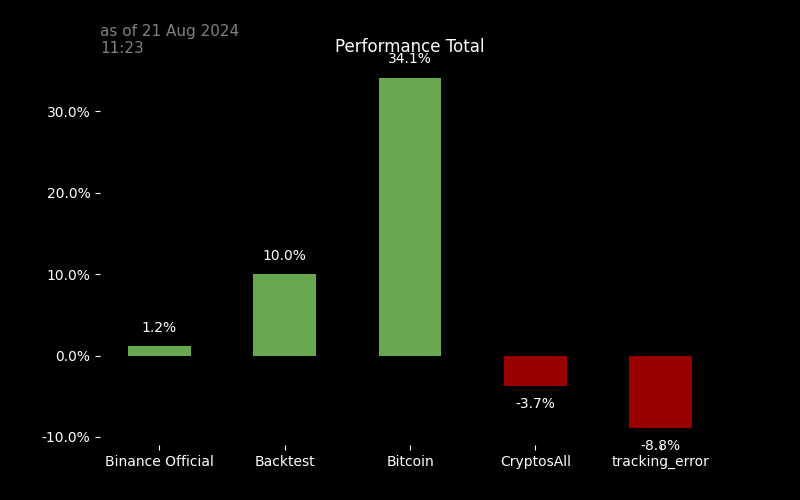 as of 21 Aug 2024
11:23
Performance Total
34.1%
30.0%
20.0%
10.0%
10.0%
1.2%
0.0%
-3.7%
-10.0%
-8.8%
Binance Official
Backtest
Bitcoin
CryptosAll
tracking_error